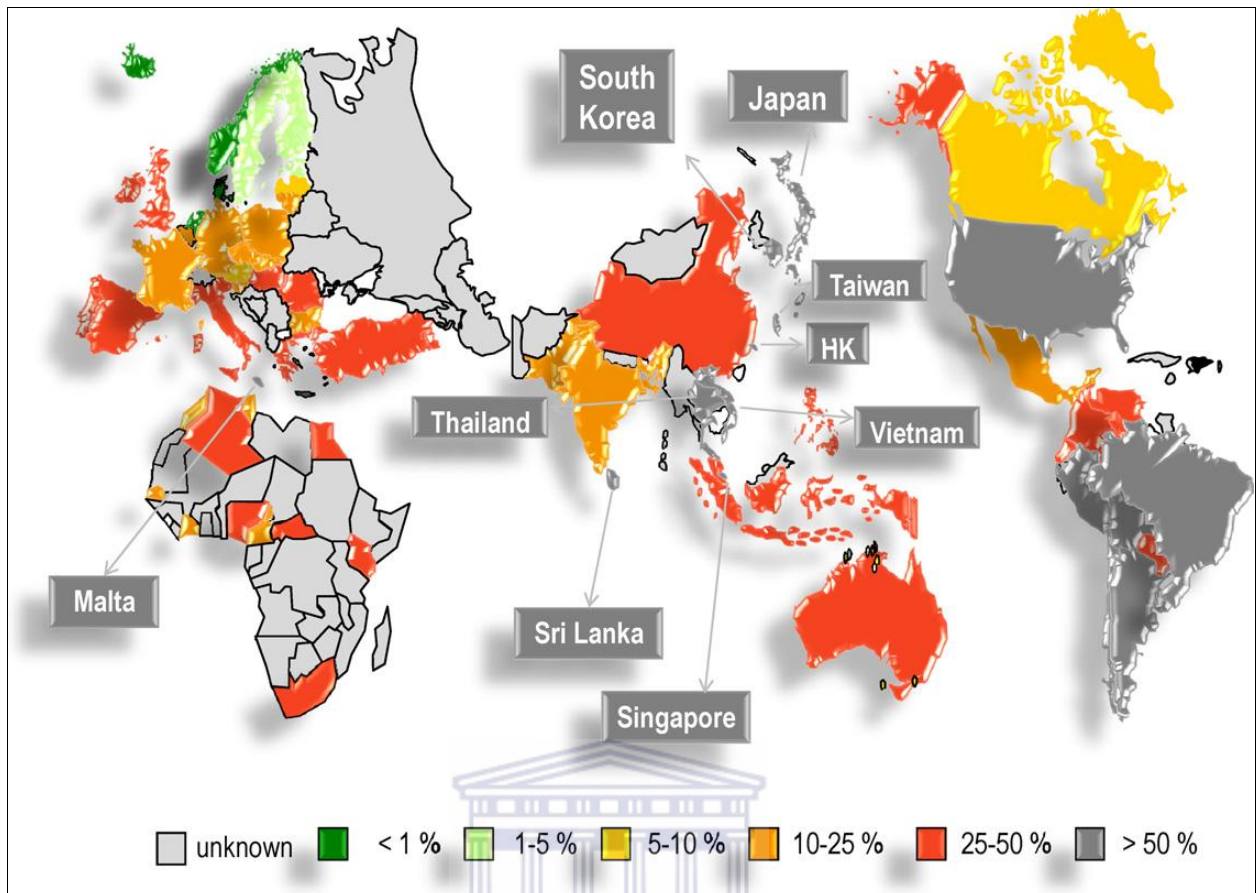 South
Korea
Japan
Taiwan
HK
Thailand
Vietnam
Malta
Sri Lanka
Singapore
unknown
< 1 %
1-5 %
5-10 %
10-25 %
25-50 %
> 50 %